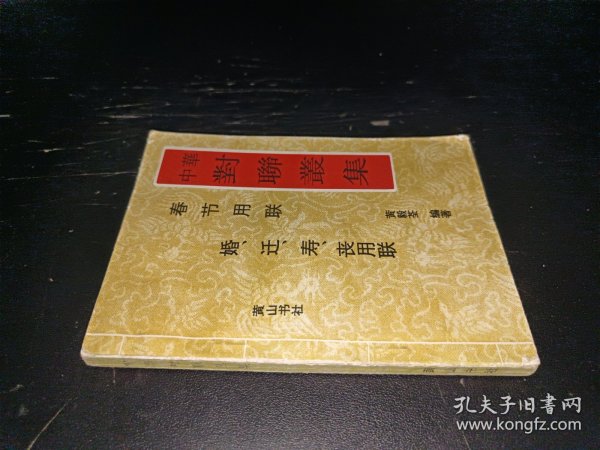 中華
對聯叢集
春节用联
婚、迁、寿、丧用联
黄山书社
孔夫子旧書网
www.kongfz.com